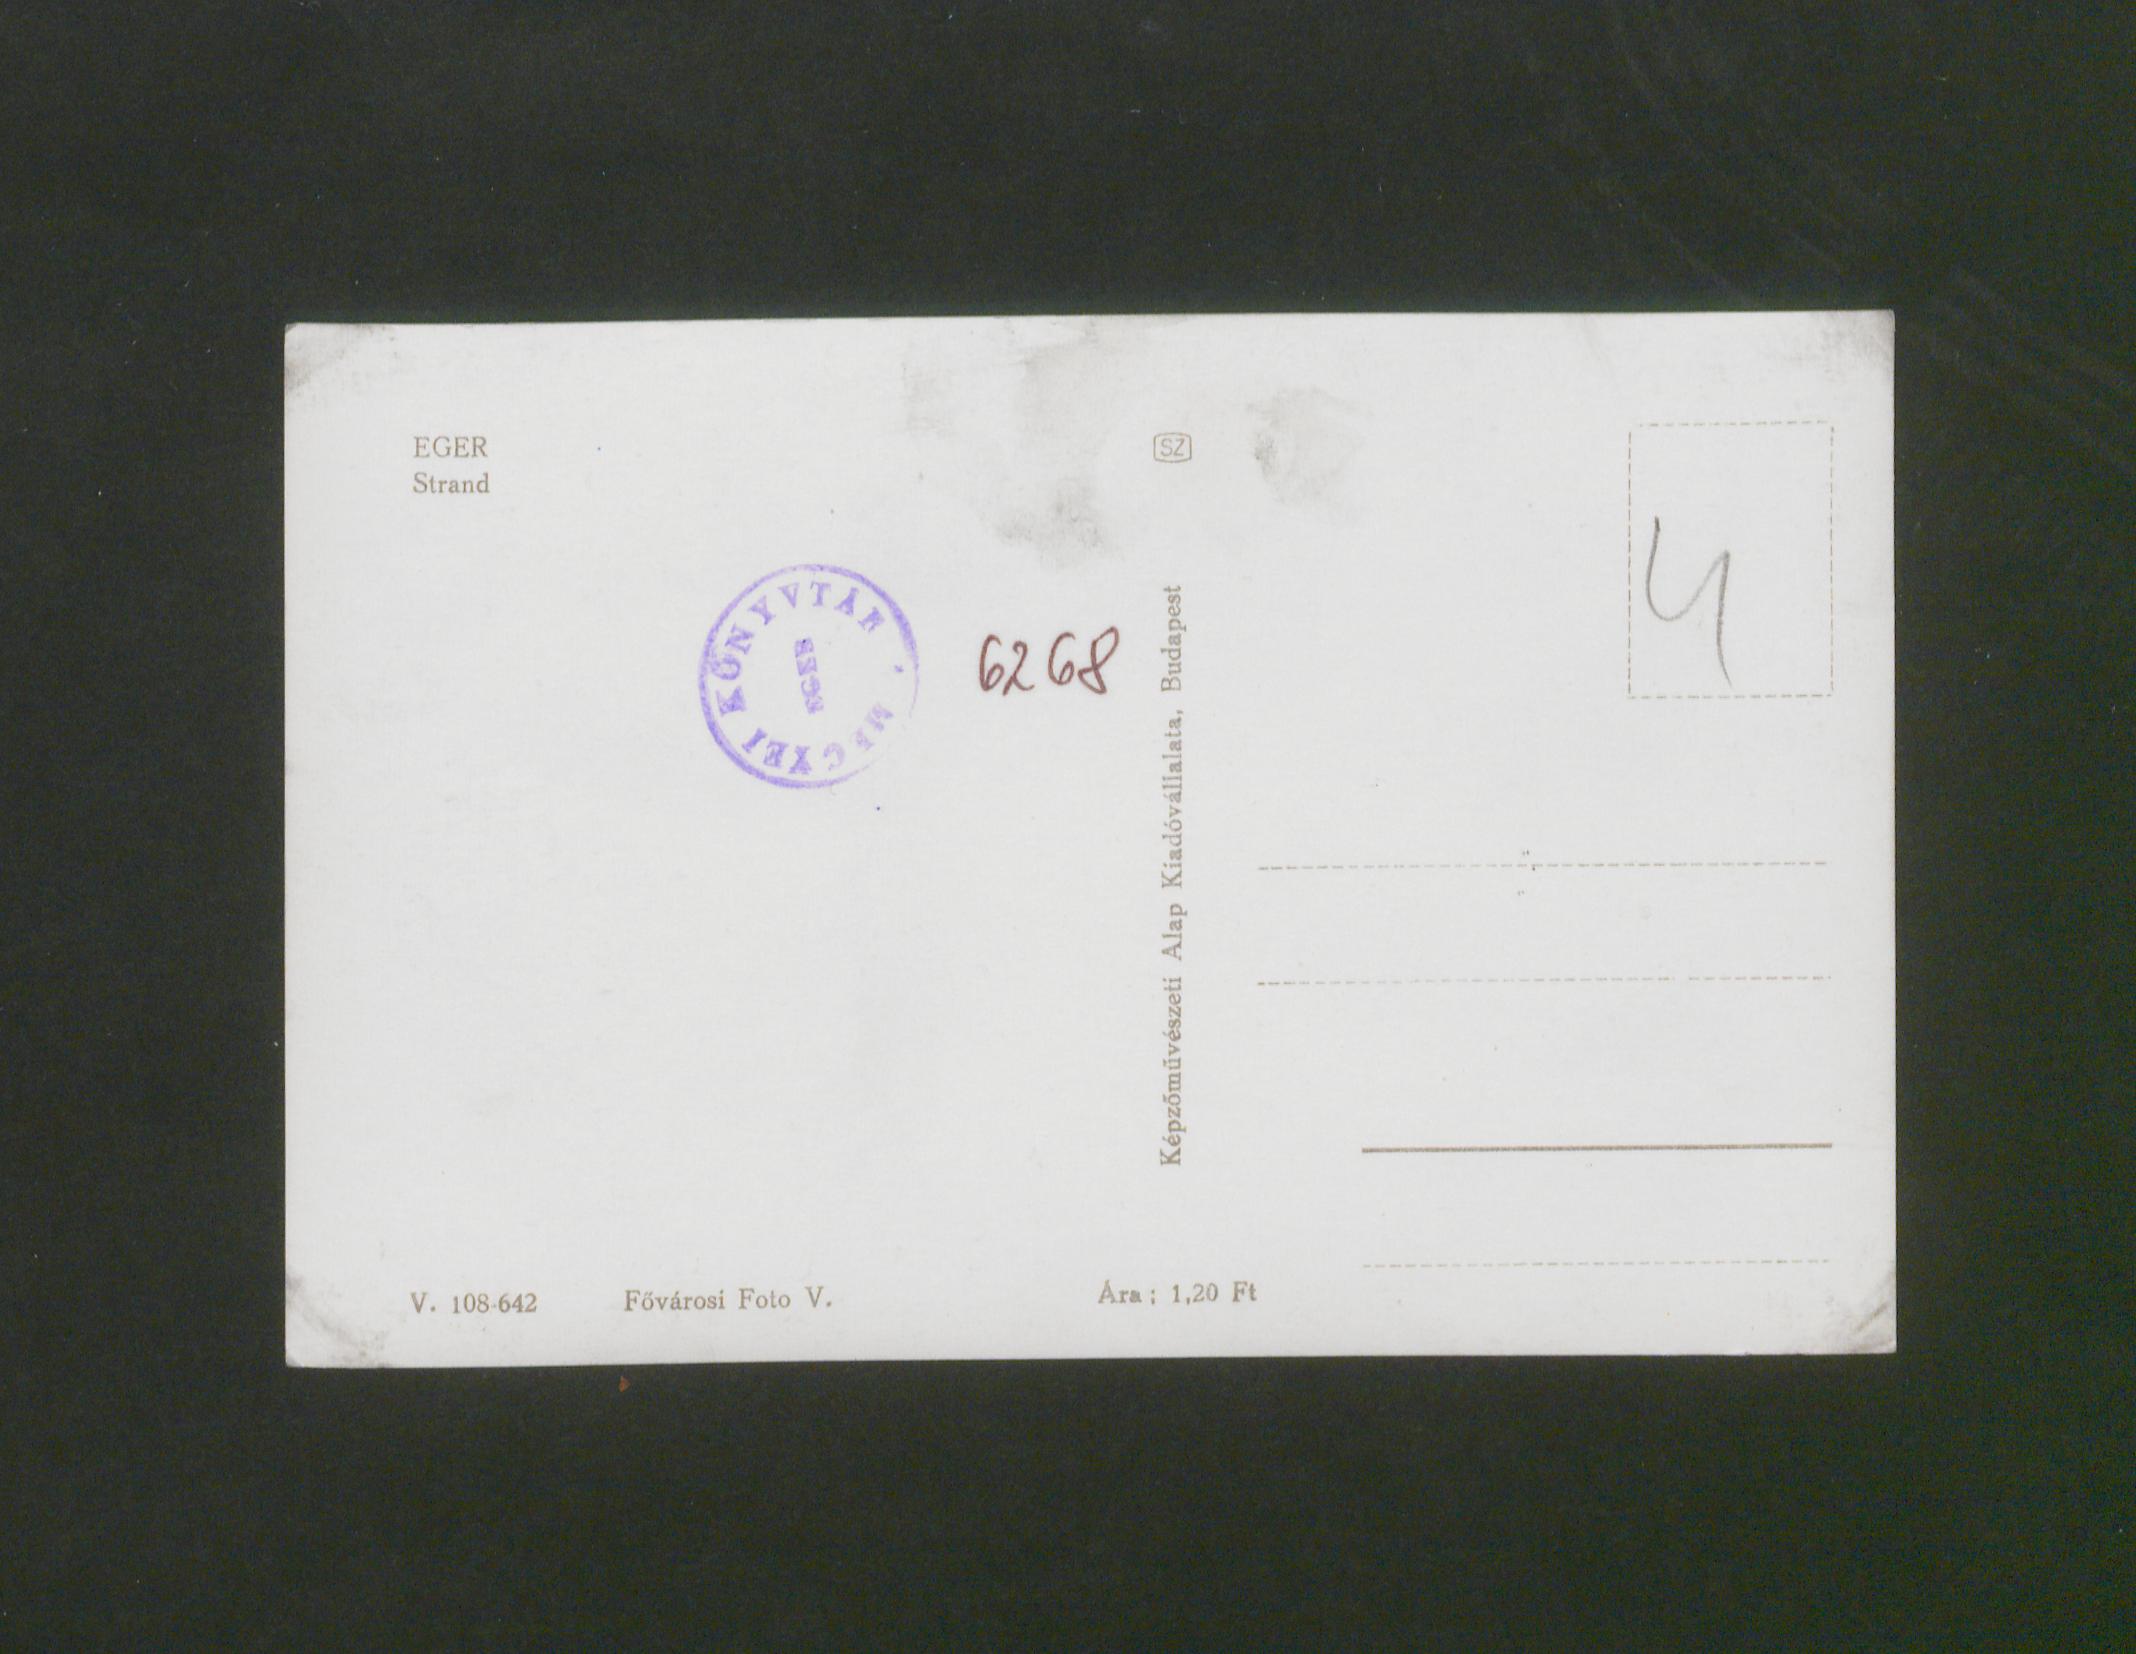 EGER
Strand
SZ
MEGYEI KÖNYVTÁR
EGER
6268
4
Képzőművészeti Alap Kiadóvállalata, Budapest
V. 108-642 Fővárosi Foto V. Ára: 1,20 Ft